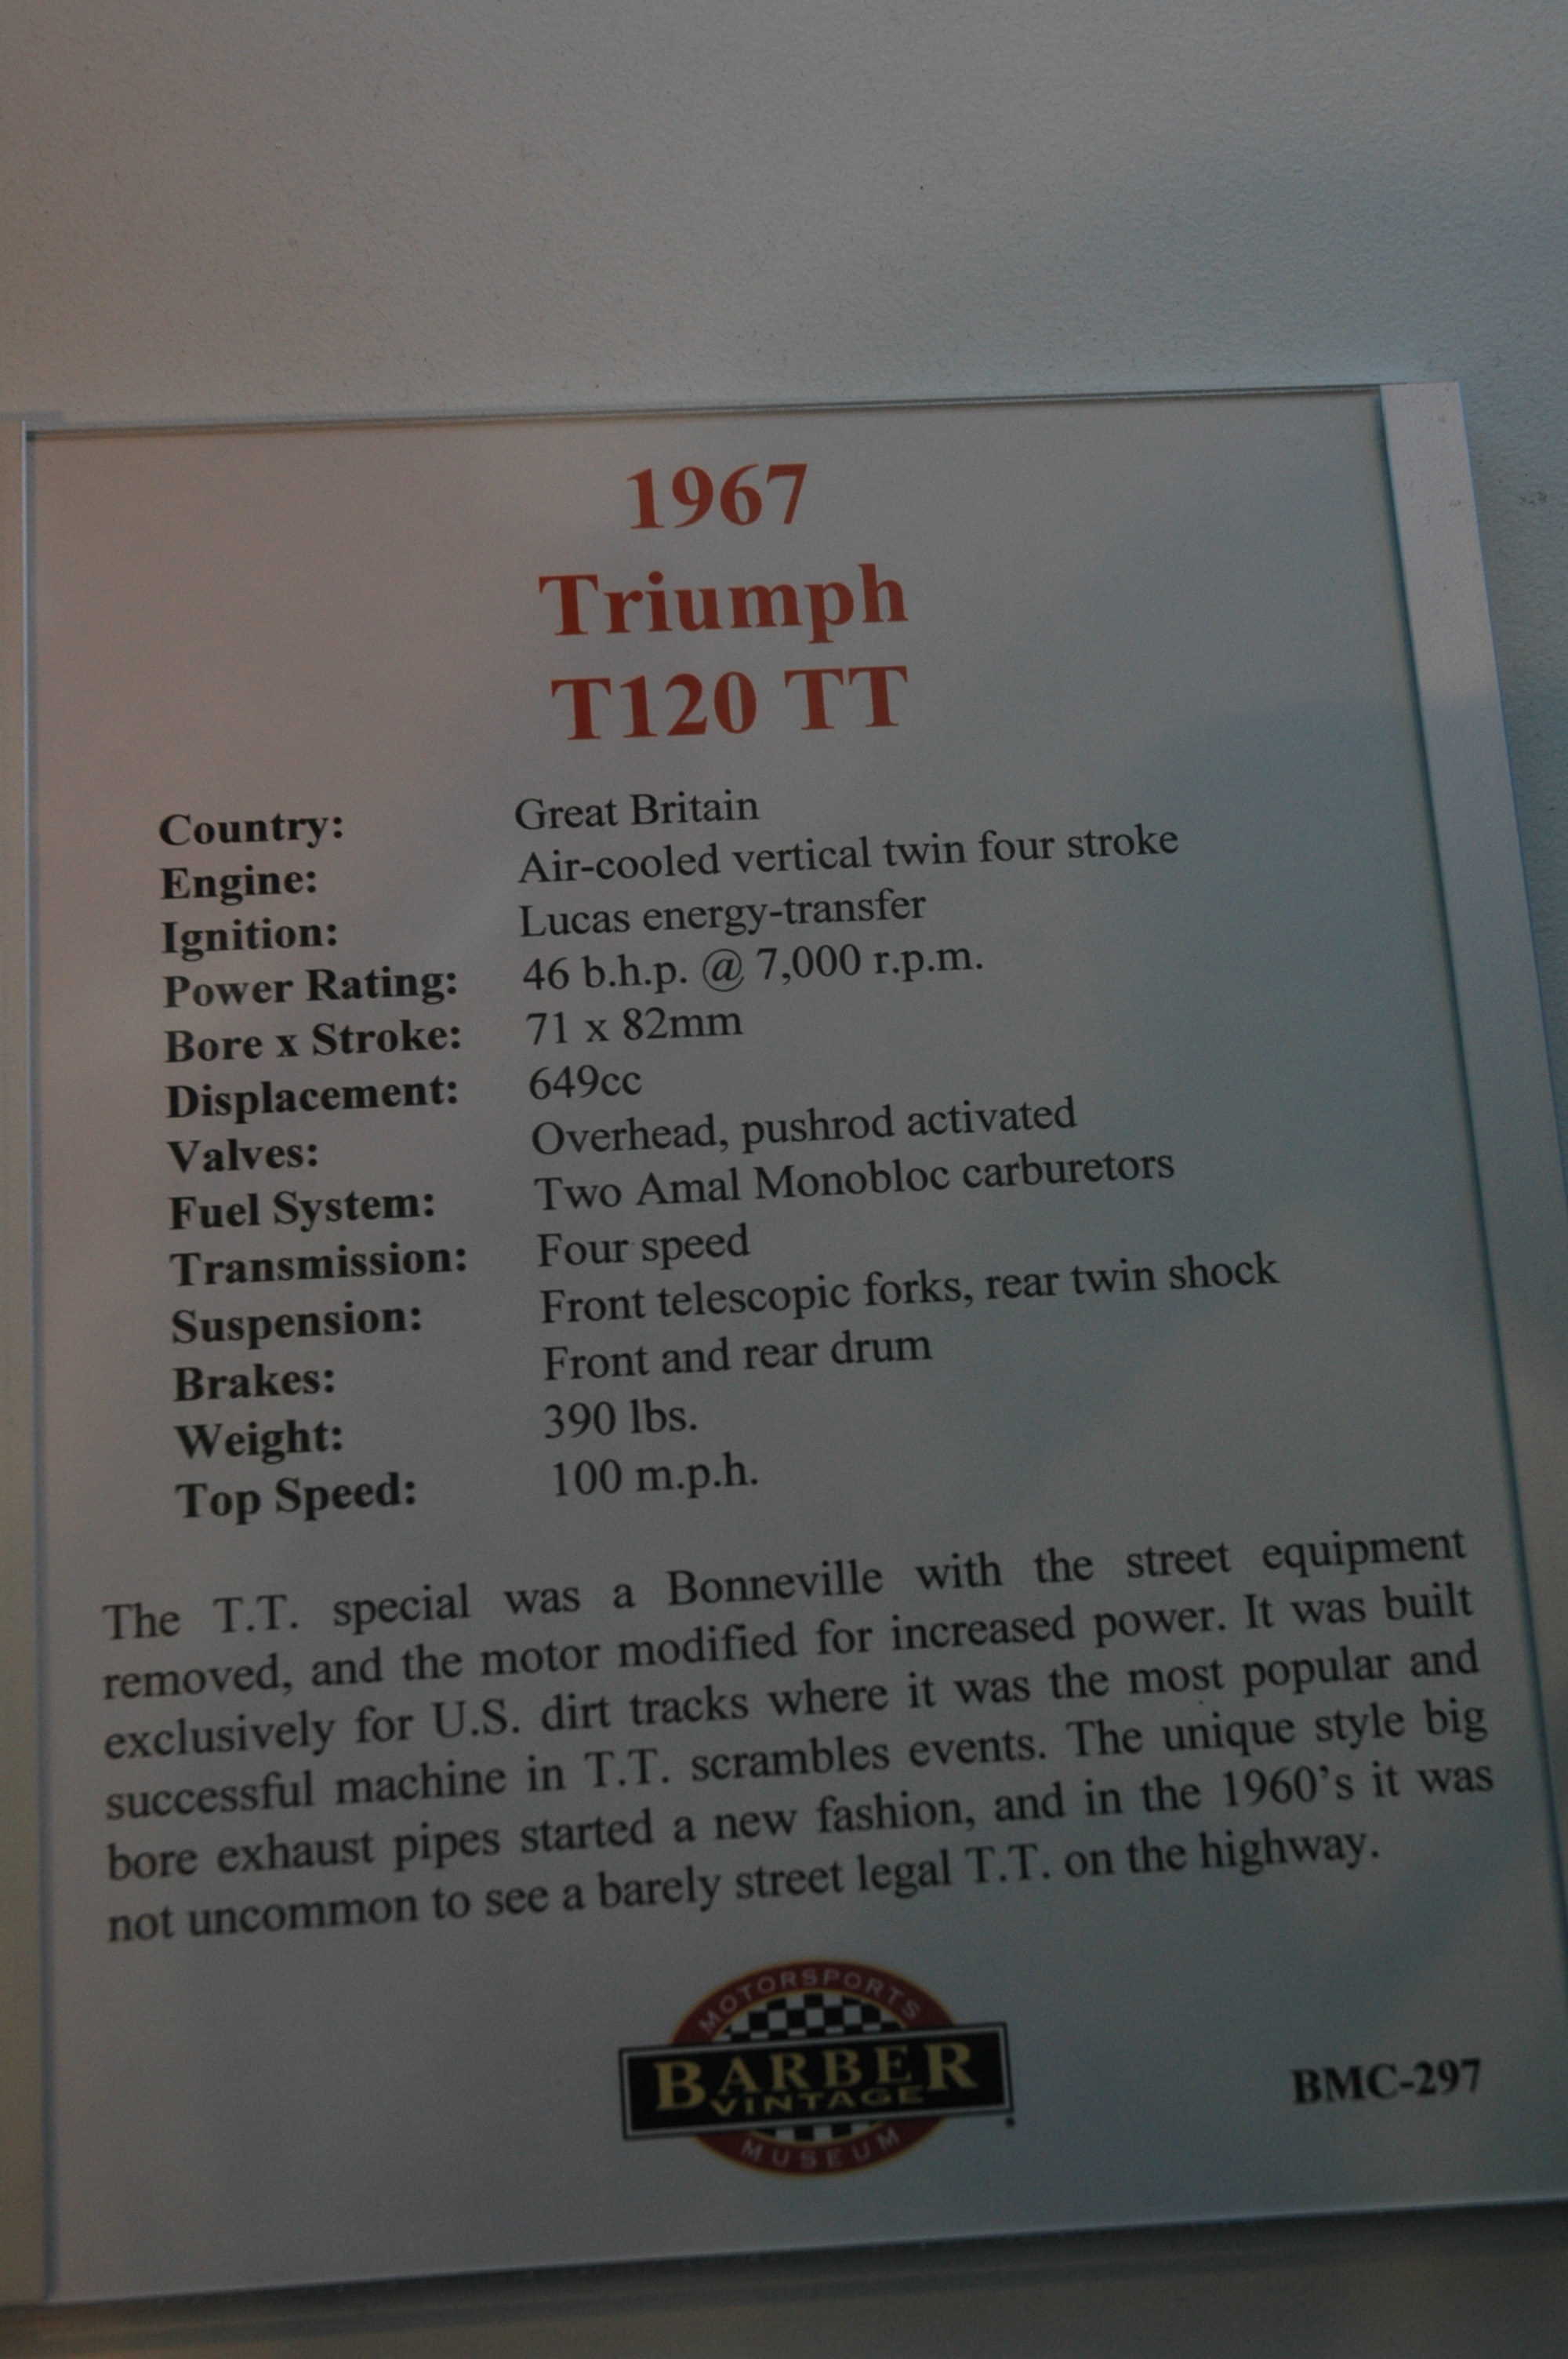 1967
Triumph
T120 TT
Country: Great Britain
Engine: Air-cooled vertical twin four stroke
Ignition: Lucas energy-transfer
Power Rating: 46 b.h.p. @ 7,000 r.p.m.
Bore x Stroke: 71 x 82mm
Displacement: 649cc
Valves: Overhead, pushrod activated
Fuel System: Two Amal Monobloc carburetors
Transmission: Four speed
Suspension: Front telescopic forks, rear twin shock
Brakes: Front and rear drum
Weight: 390 lbs.
Top Speed: 100 m.p.h.
The T.T. special was a Bonneville with the street equipment
removed, and the motor modified for increased power. It was built
exclusively for U.S. dirt tracks where it was the most popular and
successful machine in T.T. scrambles events. The unique style big
bore exhaust pipes started a new fashion, and in the 1960's it was
not uncommon to see a barely street legal T.T. on the highway.
MOTORSPORTS
BARBER
VINTAGE
MUSEUM
BMC-297